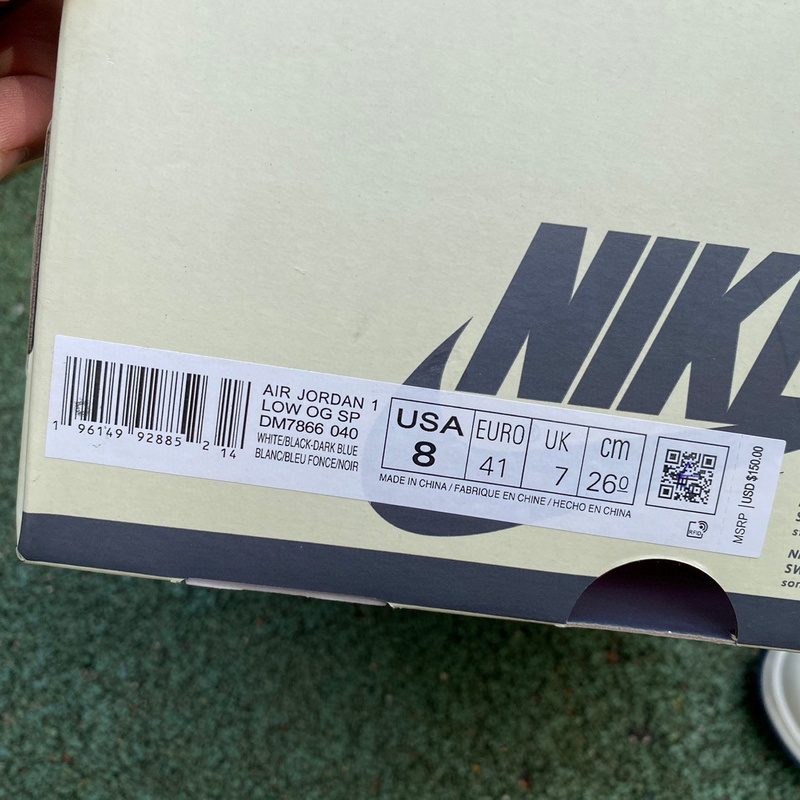 NIKE
AIR JORDAN 1
LOW OG SP
DM7866 040
WHITE/BLACK-DARK BLUE
BLANC/BLEU FONCE/NOIR
1 96149 92885 2 14
USA
8
EURO
41
UK
7
cm
26⁰
MADE IN CHINA / FABRIQUE EN CHINE / HECHO EN CHINA
RFID
MSRP | USD $150.00